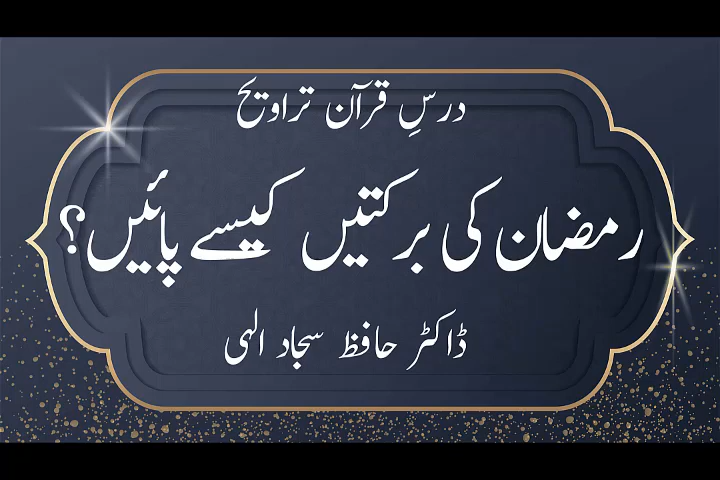 درسِ قرآن تراویح
رمضان کی برکتیں کیسے پائیں؟
ڈاکٹر حافظ سجاد الہی